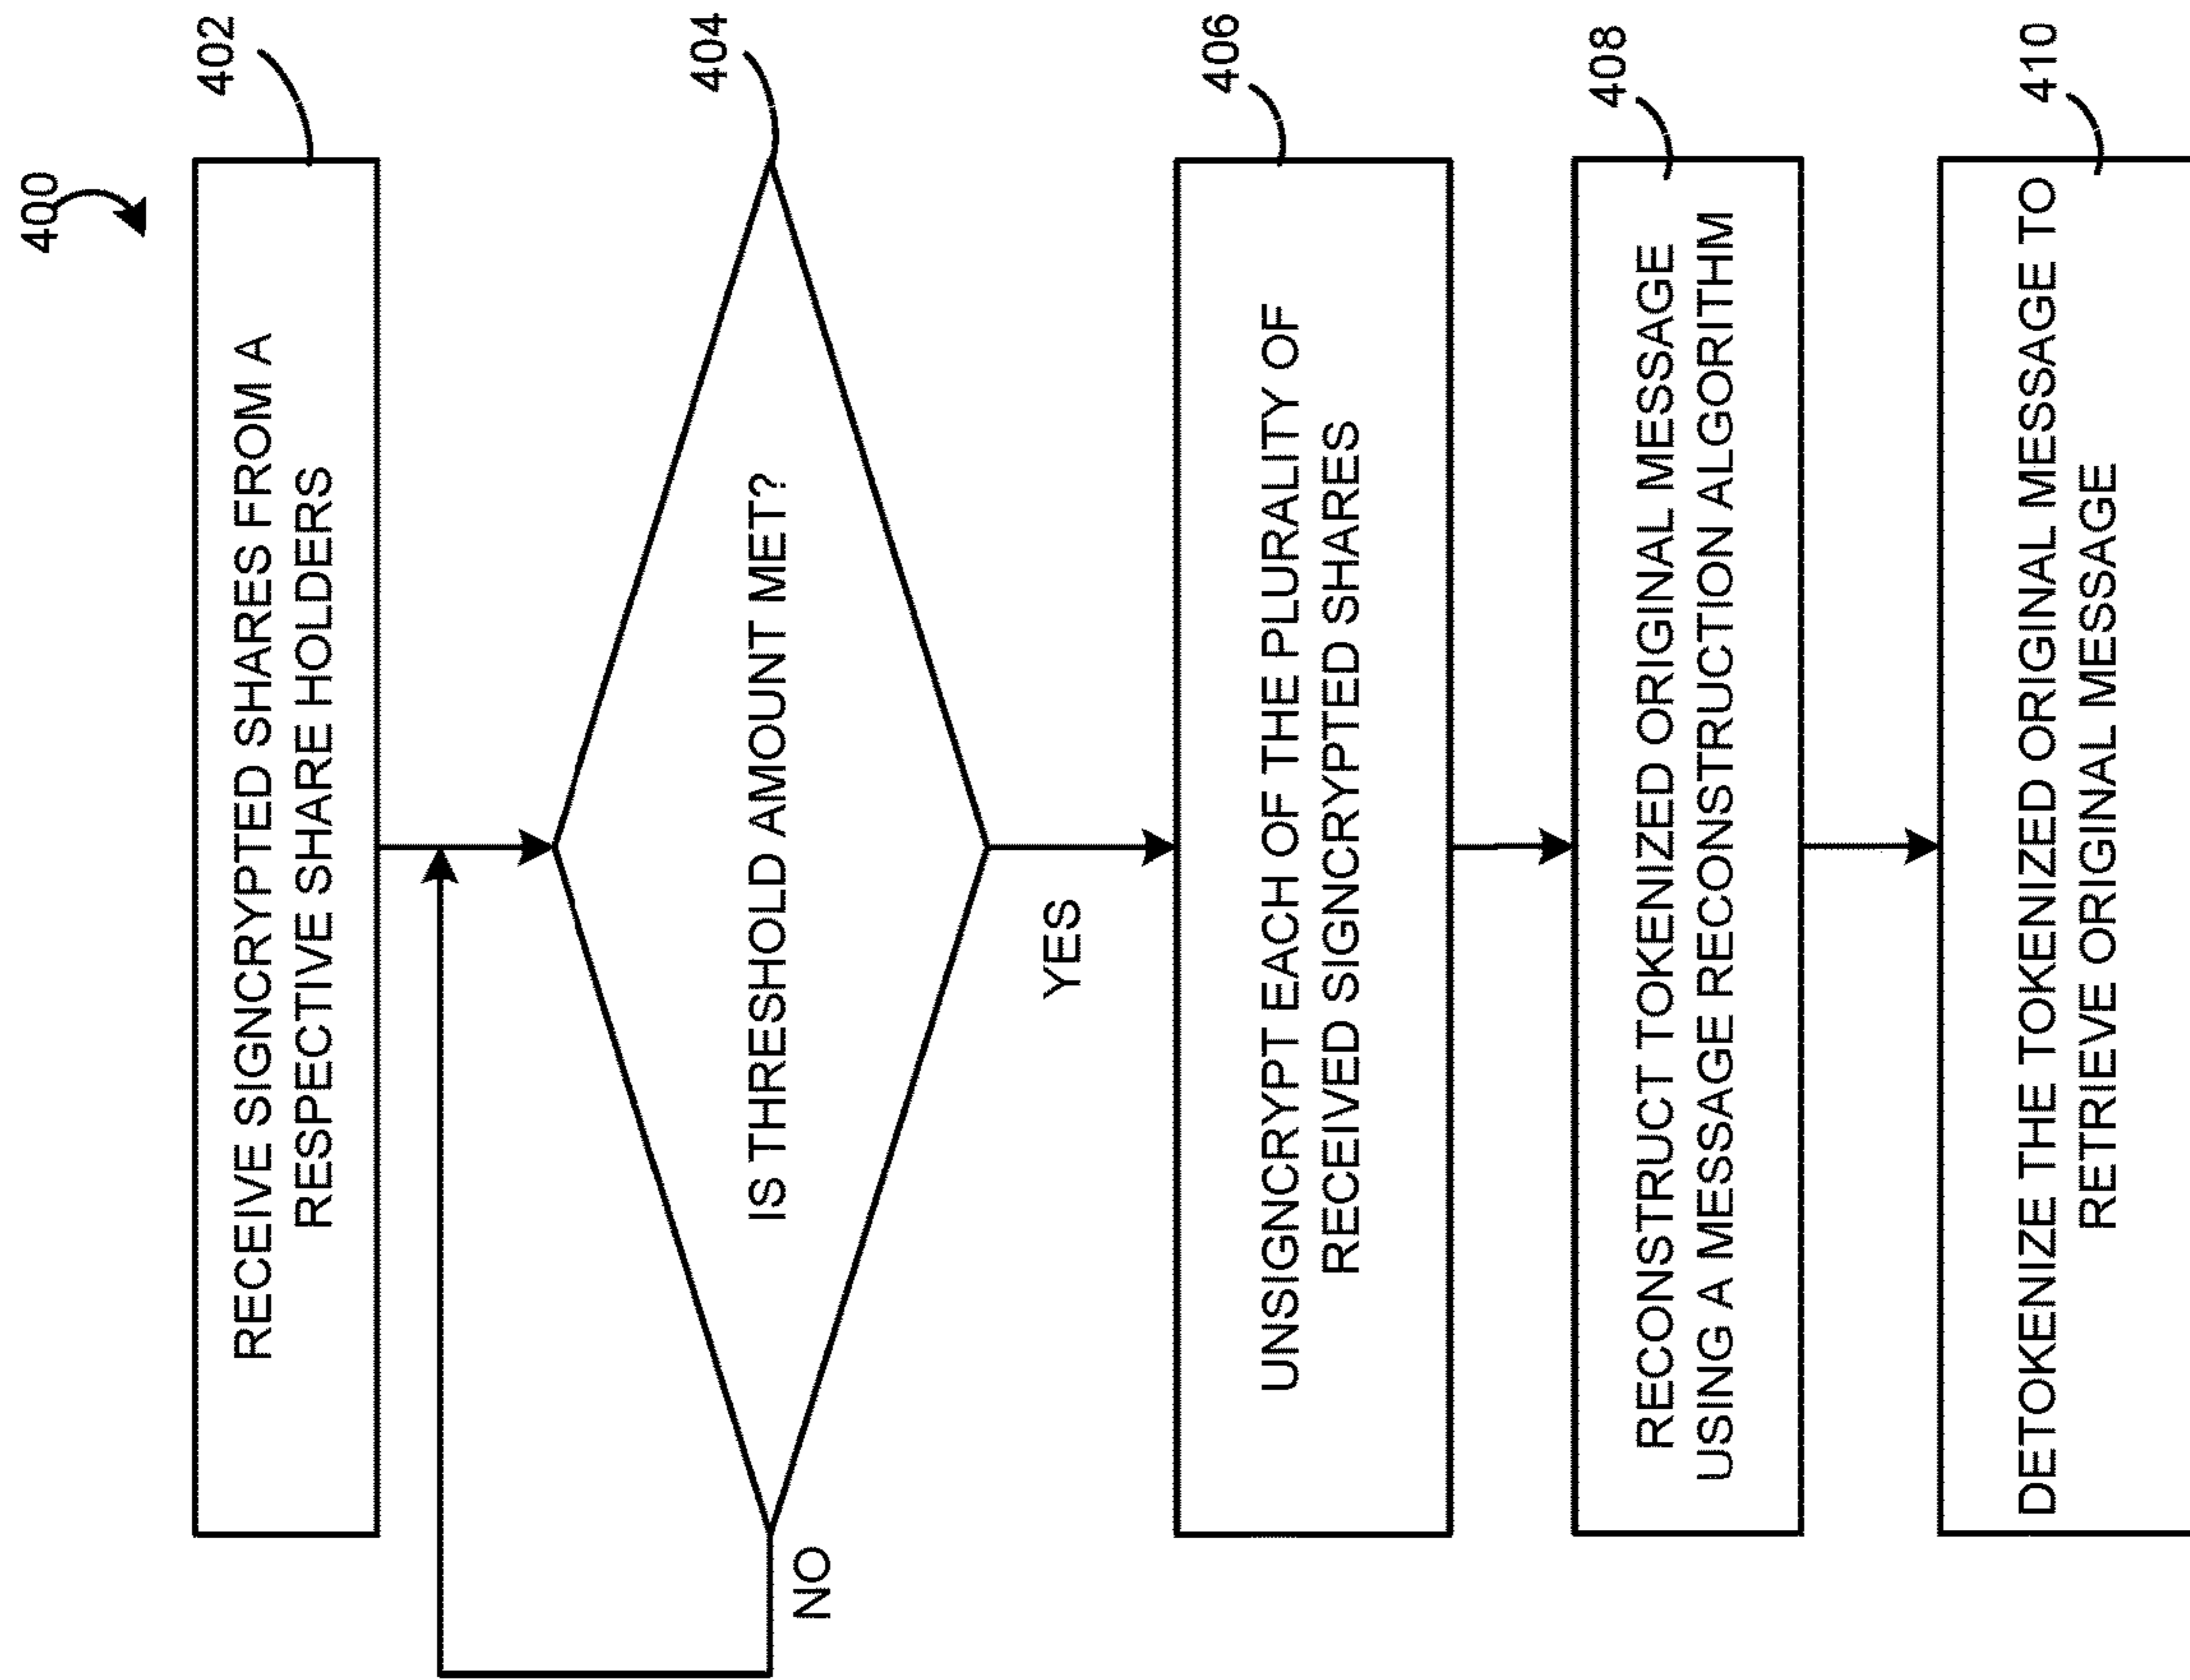 400
402
RECEIVE SIGNCRYPTED SHARES FROM A
RESPECTIVE SHARE HOLDERS
404
IS THRESHOLD AMOUNT MET?
NO
YES
406
UNSIGNCRYPT EACH OF THE PLURALITY OF
RECEIVED SIGNCRYPTED SHARES
408
RECONSTRUCT TOKENIZED ORIGINAL MESSAGE
USING A MESSAGE RECONSTRUCTION ALGORITHM
410
DETOKENIZE THE TOKENIZED ORIGINAL MESSAGE TO
RETRIEVE ORIGINAL MESSAGE